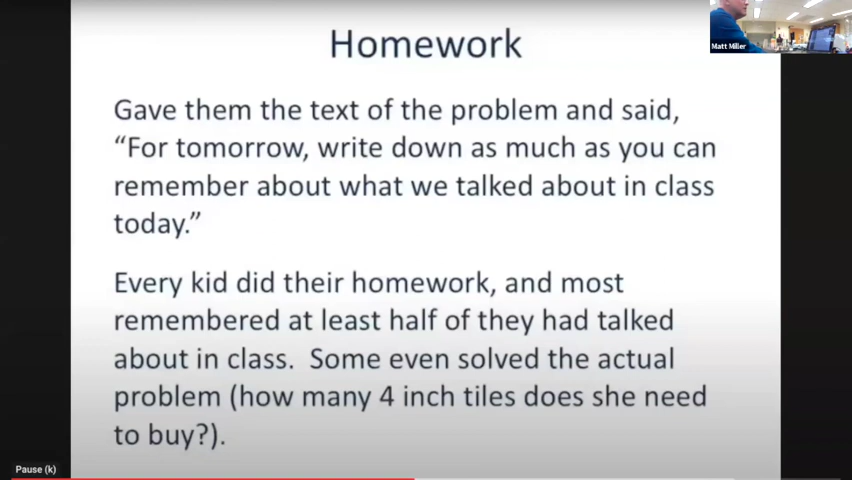 Homework
Matt Miller
Gave them the text of the problem and said,
“For tomorrow, write down as much as you can
remember about what we talked about in class
today.”
Every kid did their homework, and most
remembered at least half of they had talked
about in class.  Some even solved the actual
problem (how many 4 inch tiles does she need
to buy?).
Pause (k)